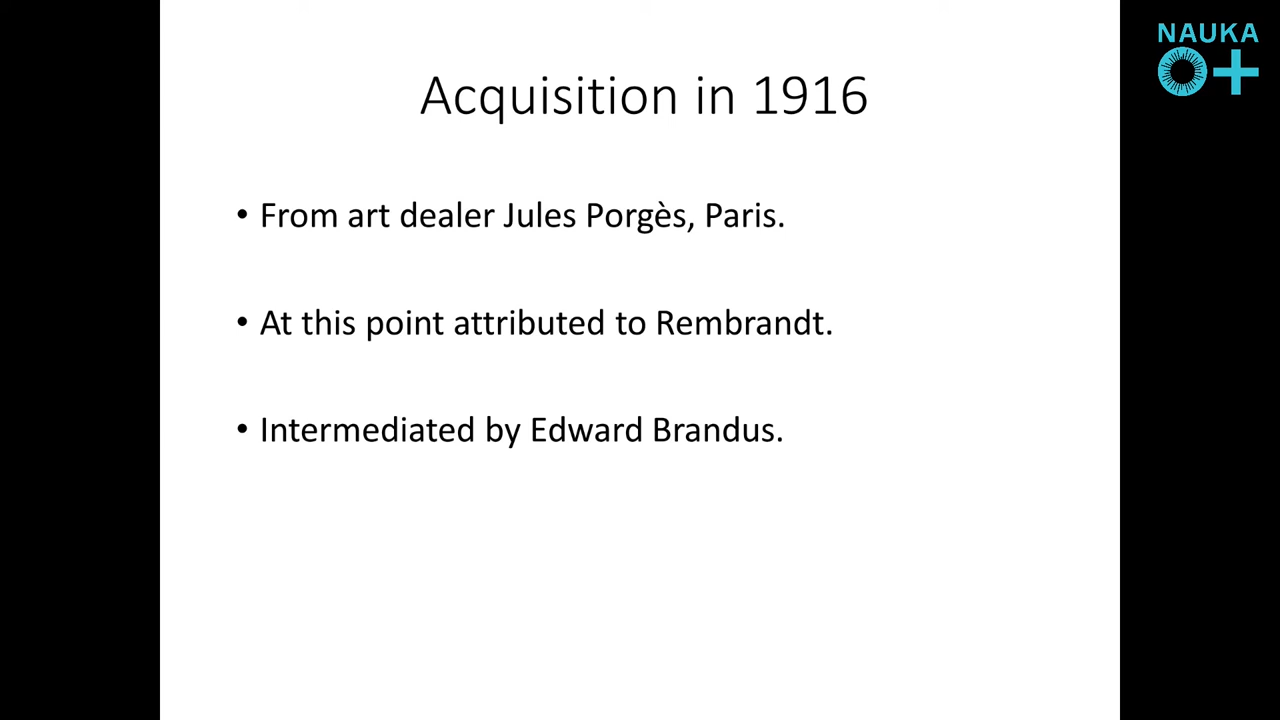 NAUKA
0+
Acquisition in 1916
• From art dealer Jules Porgès, Paris.
• At this point attributed to Rembrandt.
• Intermediated by Edward Brandus.